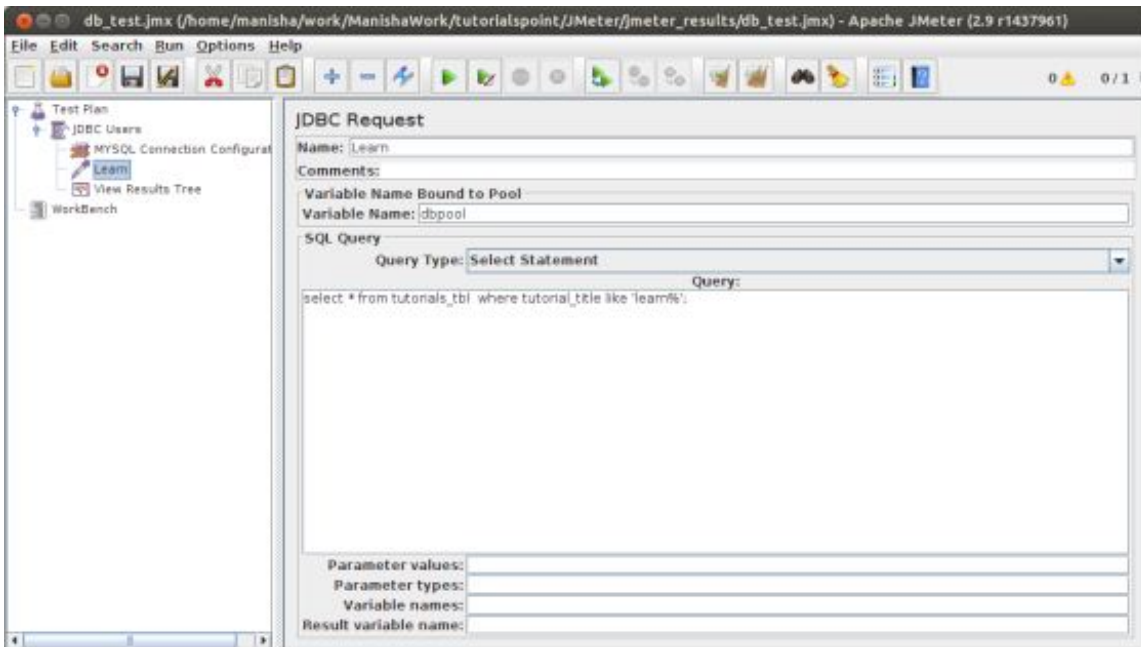 db_test.jmx (/home/manisha/work/ManishaWork/tutorialspoint/JMeter/jmeter_results/db_test.jmx) - Apache JMeter (2.9 r1437961)
File Edit Search Run Options Help
0 0 / 1
Test Plan
JDBC Users
MYSQL Connection Configurat
Learn
View Results Tree
WorkBench
JDBC Request
Name: Learn
Comments:
Variable Name Bound to Pool
Variable Name: dbpool
SQL Query
Query Type: Select Statement
Query:
select * from tutorials_tbl where tutorial_title like 'learn%';
Parameter values:
Parameter types:
Variable names:
Result variable name: